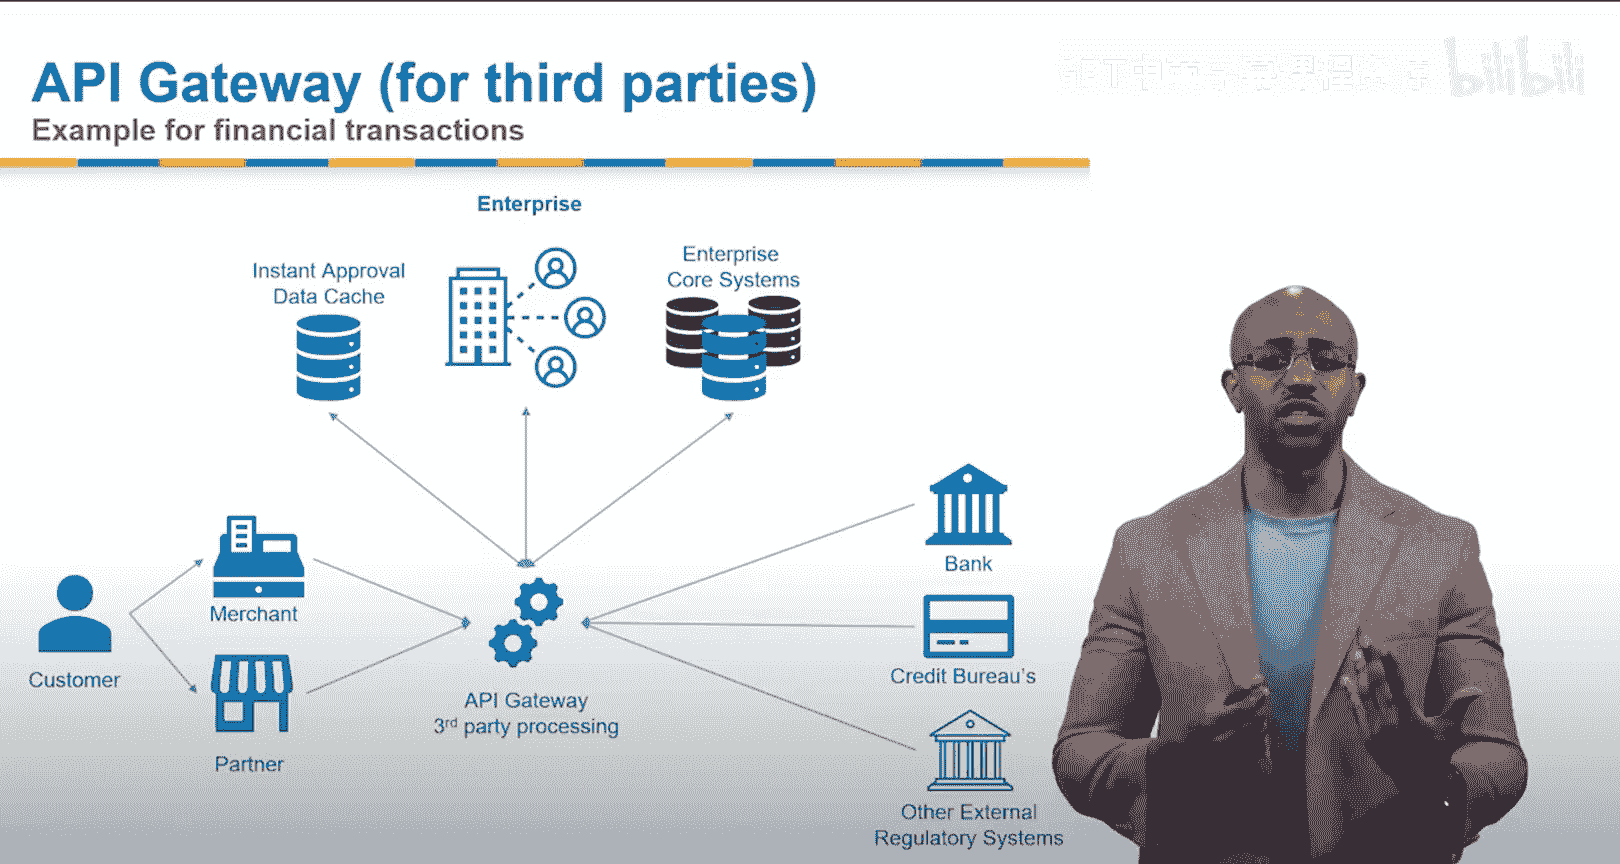 API Gateway (for third parties)
Example for financial transactions
bilibili
Enterprise
Instant Approval
Data Cache
Enterprise
Core Systems
Customer
Merchant
Partner
API Gateway
3rd party processing
Bank
Credit Bureau's
Other External
Regulatory Systems